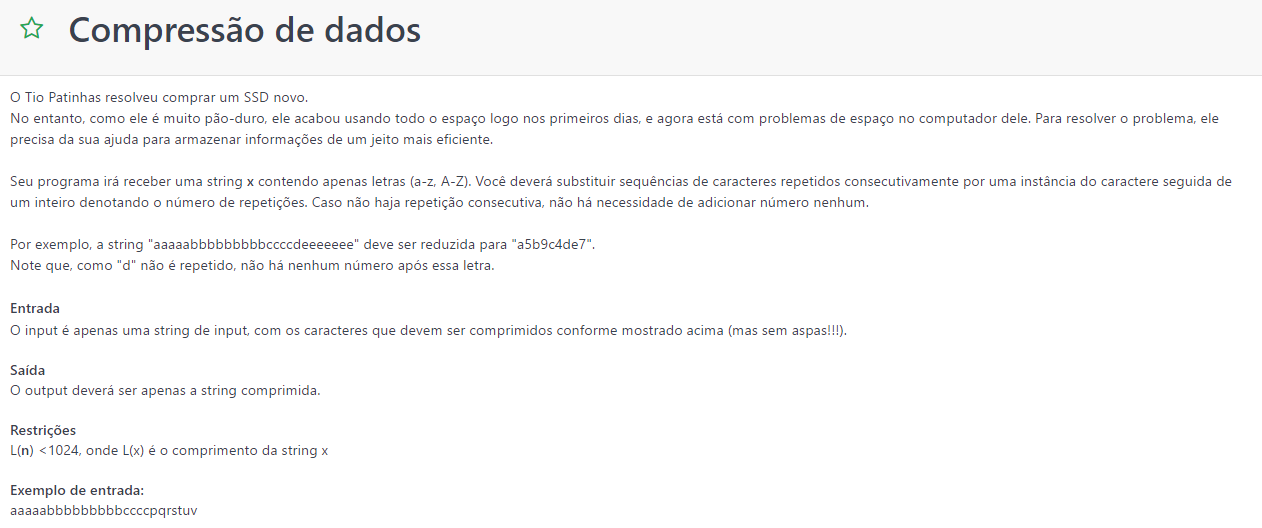 Compressão de dados
O Tio Patinhas resolveu comprar um SSD novo.
No entanto, como ele é muito pão-duro, ele acabou usando todo o espaço logo nos primeiros dias, e agora está com problemas de espaço no computador dele. Para resolver o problema, ele
precisa da sua ajuda para armazenar informações de um jeito mais eficiente.
Seu programa irá receber uma string x contendo apenas letras (a-z, A-Z). Você deverá substituir sequências de caracteres repetidos consecutivamente por uma instância do caractere seguida de
um inteiro denotando o número de repetições. Caso não haja repetição consecutiva, não há necessidade de adicionar número nenhum.
Por exemplo, a string "aaaaabbbbbbbbbccccdeeeeeee" deve ser reduzida para "a5b9c4de7".
Note que, como "d" não é repetido, não há nenhum número após essa letra.
Entrada
O input é apenas uma string de input, com os caracteres que devem ser comprimidos conforme mostrado acima (mas sem aspas!!!).
Saída
O output deverá ser apenas a string comprimida.
Restrições
L(n) <1024, onde L(x) é o comprimento da string x
Exemplo de entrada:
aaaaabbbbbbbbbccccpqrstuv